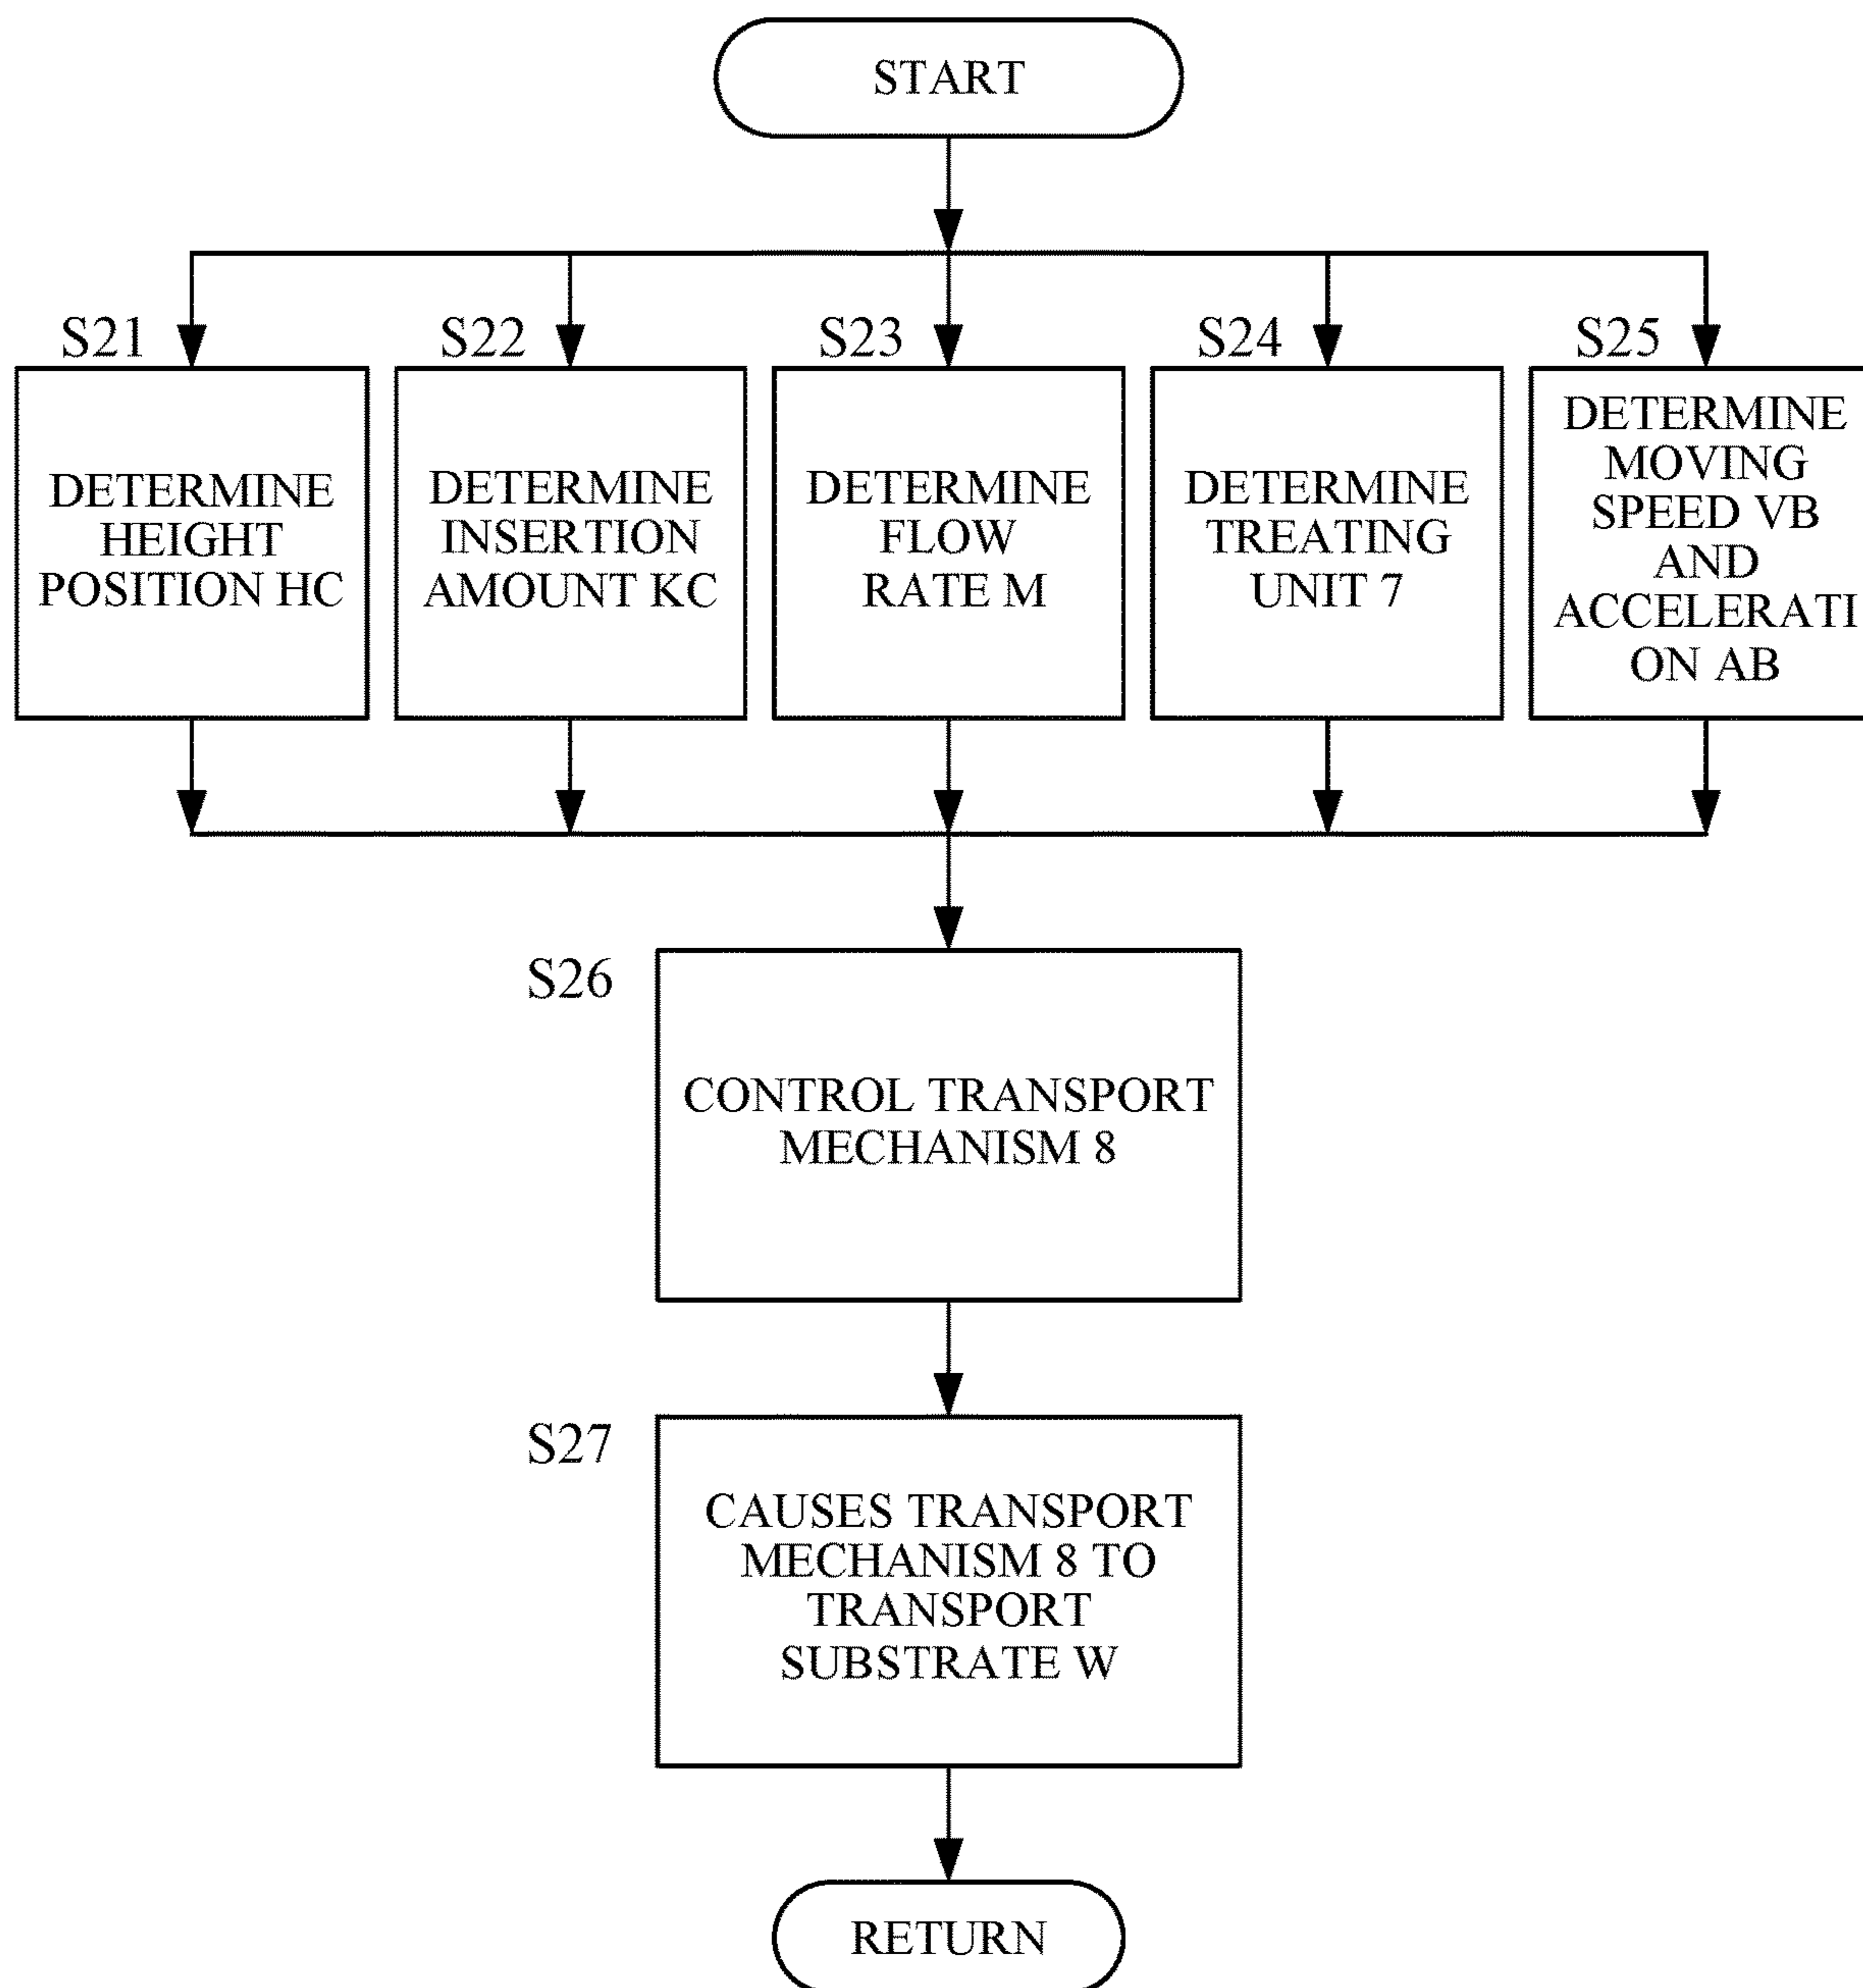 START
S21
DETERMINE
HEIGHT
POSITION HC
S22
DETERMINE
INSERTION
AMOUNT KC
S23
DETERMINE
FLOW
RATE M
S24
DETERMINE
TREATING
UNIT 7
S25
DETERMINE
MOVING
SPEED VB
AND
ACCELERATI
ON AB
S26
CONTROL TRANSPORT
MECHANISM 8
S27
CAUSES TRANSPORT
MECHANISM 8 TO
TRANSPORT
SUBSTRATE W
RETURN